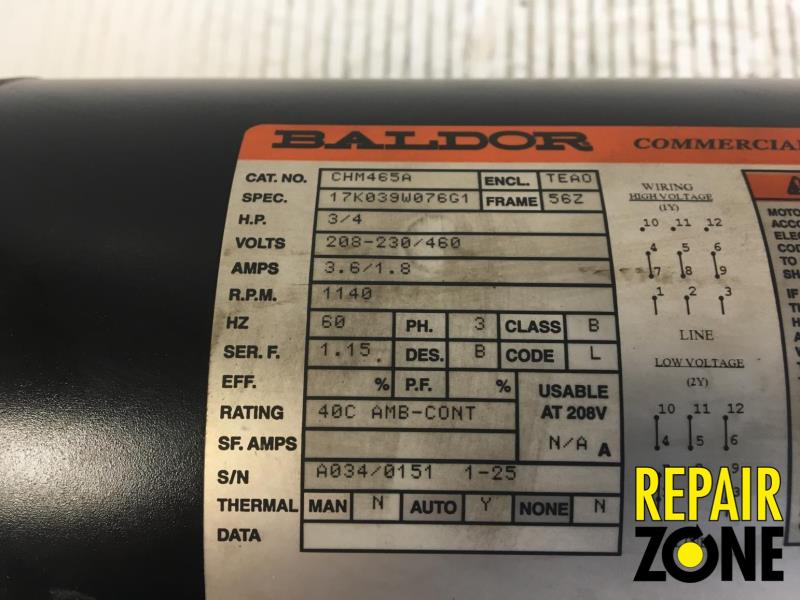 BALDOR COMMERCIAL
CAT. NO. CHM465A ENCL. TEAO
SPEC. 17K039W076G1 FRAME 56Z
H.P. 3/4
VOLTS 208-230/460
AMPS 3.6/1.8
R.P.M. 1140
HZ 60 PH. 3 CLASS B
SER. F. 1.15 DES. B CODE L
EFF. % P.F. %
RATING 40C AMB-CONT
USABLE
AT 208V
SF. AMPS N/A A
S/N A034/0151 1-25
THERMAL MAN N AUTO Y NONE N
DATA
WIRING
HIGH VOLTAGE
(1Y)
10 11 12
4 5 6
7 8 9
1 2 3
LINE
LOW VOLTAGE
(2Y)
10 11 12
4 5 6
9
REPAIR
ZONE